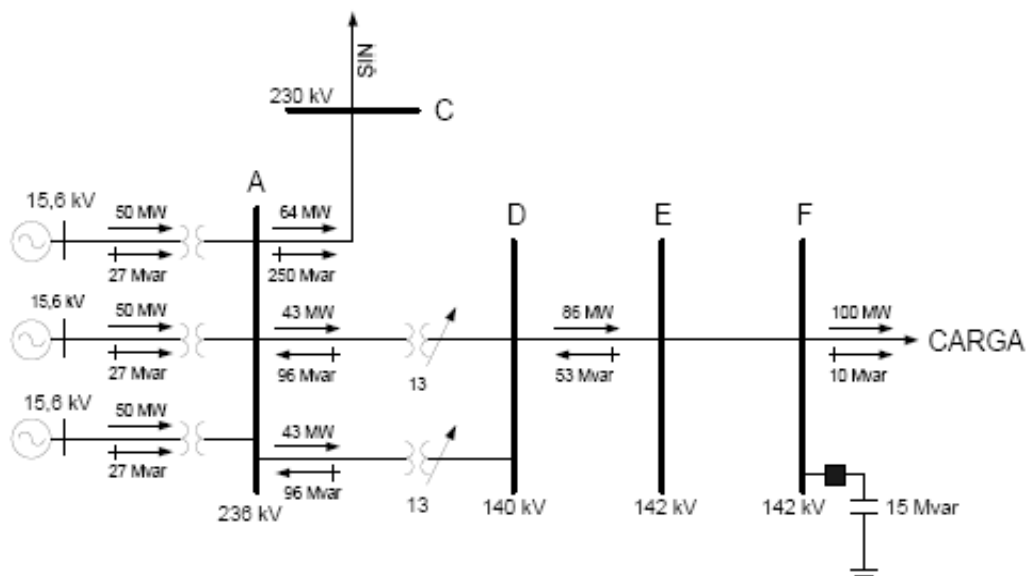 SIN
230 kV
C
A
15,6 kV
50 MW
27 Mvar
64 MW
250 Mvar
D
E
F
15,6 kV
50 MW
27 Mvar
43 MW
96 Mvar
13
86 MW
53 Mvar
100 MW
10 Mvar
CARGA
15,6 kV
50 MW
27 Mvar
43 MW
96 Mvar
13
236 kV
140 kV
142 kV
142 kV
15 Mvar